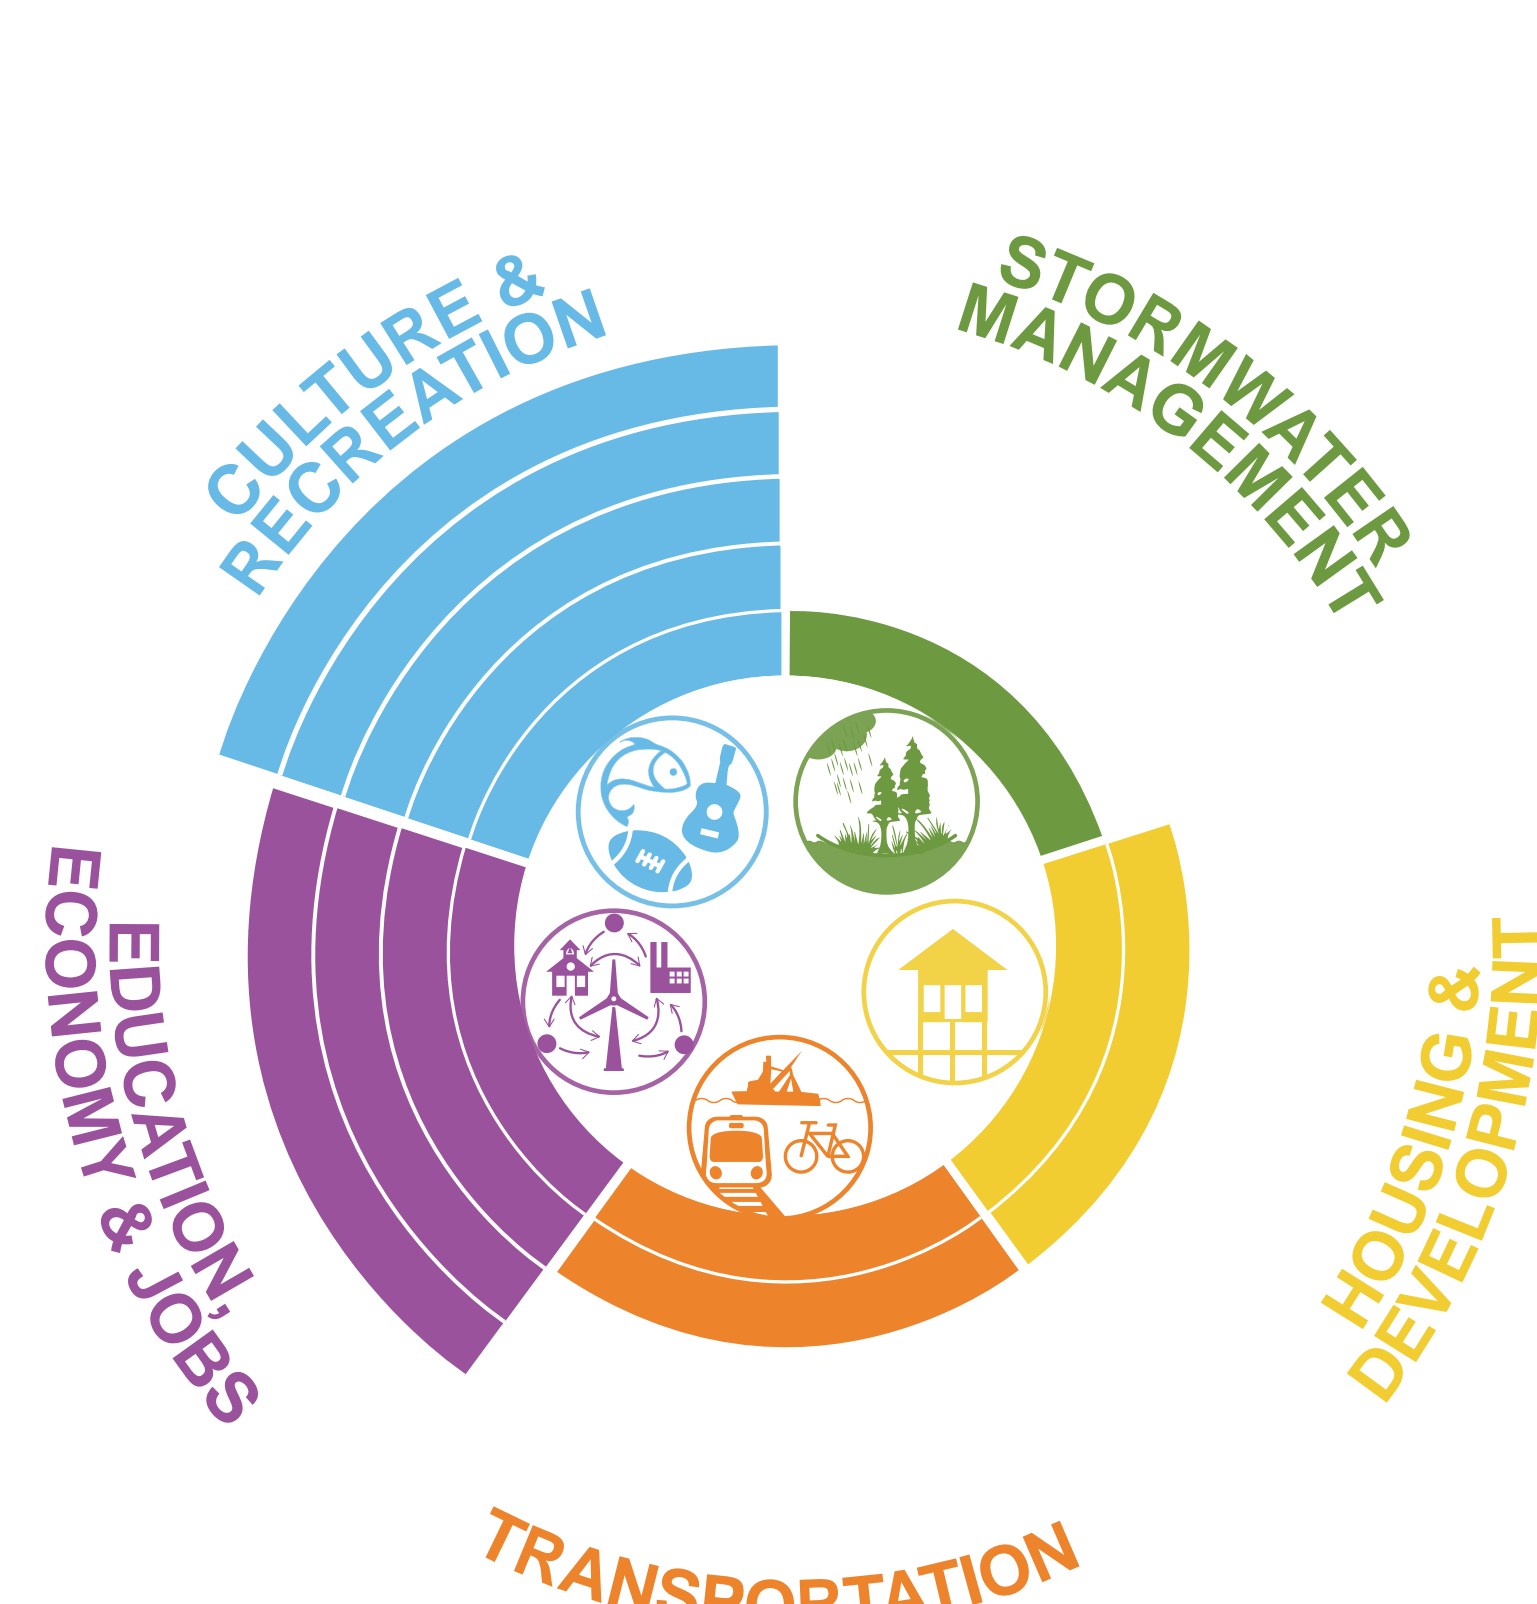 CULTURE &
RECREATION
STORMWATER
MANAGEMENT
HOUSING &
DEVELOPMENT
TRANSPORTATION
EDUCATION,
ECONOMY & JOBS